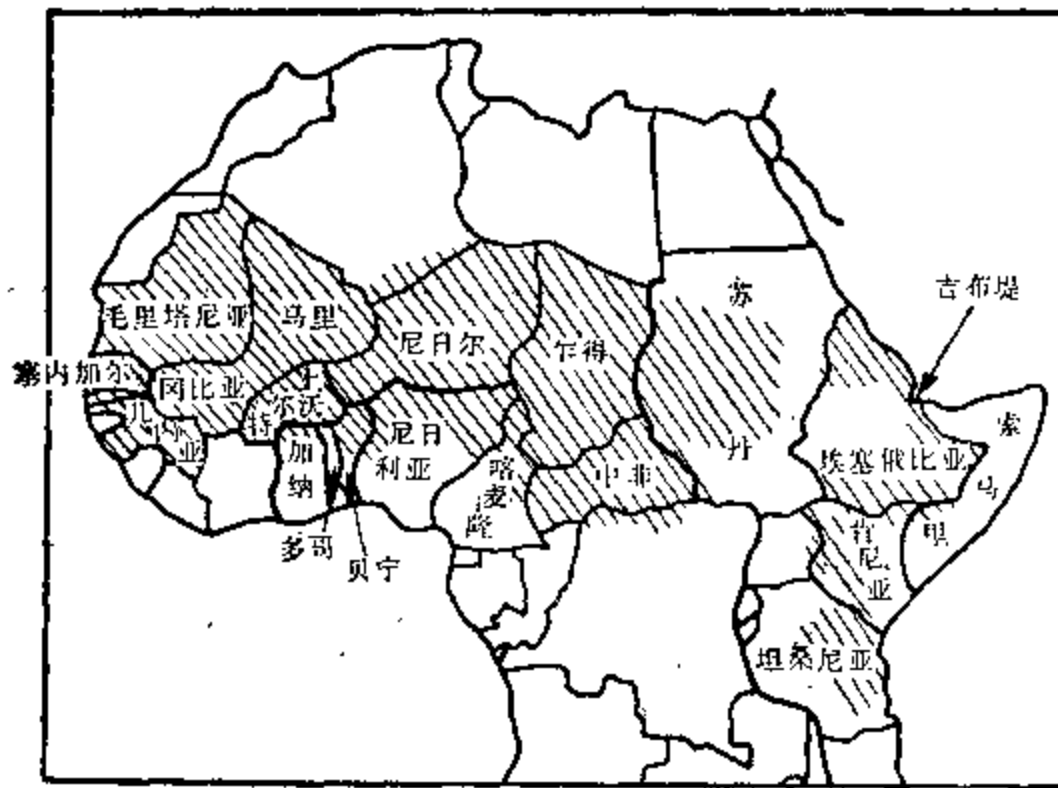 苏
丹
吉布堤
毛里塔尼亚
马里
尼日尔
乍得
塞内加尔
冈比亚
上
尔沃
特
几
内
亚
加
纳
尼日
利亚
喀
麦
隆
中非
埃塞俄比亚
索
马
里
肯
尼
亚
多哥
贝宁
坦桑尼亚